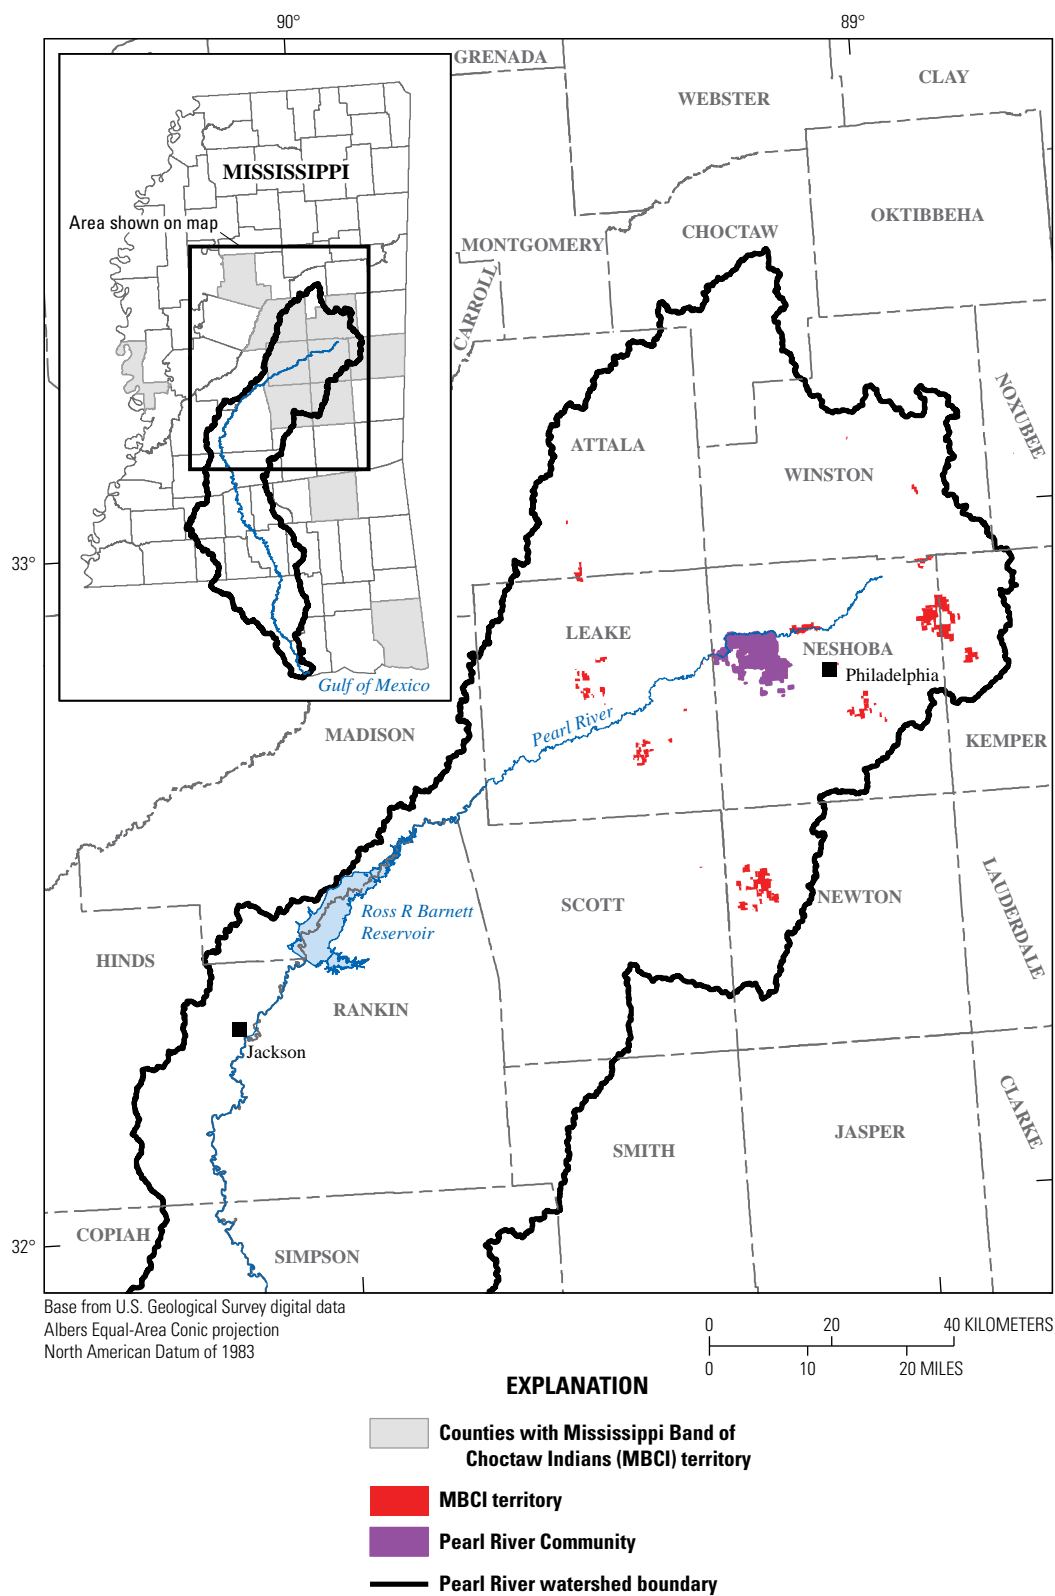 90°
89°
GRENADA
CLAY
WEBSTER
MISSISSIPPI
Area shown on map
OKTIBBEHA
CHOCTAW
MONTGOMERY
CARROLL
NOXUBEE
ATTALA
WINSTON
33°
LEAKE
NESHOBA
Philadelphia
Gulf of Mexico
Pearl River
MADISON
KEMPER
LAUDERDALE
NEWTON
SCOTT
Ross R Barnett
Reservoir
HINDS
RANKIN
Jackson
CLARKE
JASPER
SMITH
COPIAH
32°
SIMPSON
Base from U.S. Geological Survey digital data
Albers Equal-Area Conic projection
North American Datum of 1983
0 20 40 KILOMETERS
0 10 20 MILES
EXPLANATION
Counties with Mississippi Band of
Choctaw Indians (MBCI) territory
MBCI territory
Pearl River Community
Pearl River watershed boundary